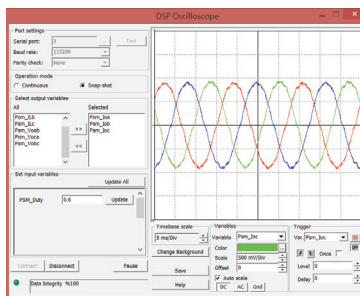 DSP Oscilloscope
Port settings
Serial port: 3 ... Test
Baud rate: 115200
Parity check: None
Operation mode
Continuous Snap-shot
Select output variables
All Selected
Psm_ILb
Psm_ILc
Psm_Voab
Psm_Voca
Psm_Vobc
>>
<<
Psm_Ioa
Psm_Iob
Psm_Ioc
Set input variables
Update All
PSM_Duty 0.6 Update
Connect Disconnect Pause
Data Integrity %100
Timebase scale
5 ms/Div
Change Background
Save
Help
Variables
Variable Psm_Ioc
Color ...
Scale 500 mV/Div
Offset 0
Auto scale
DC AC Gnd
Trigger
Var. Psm_Ioc
Once
Level 0
Delay 0